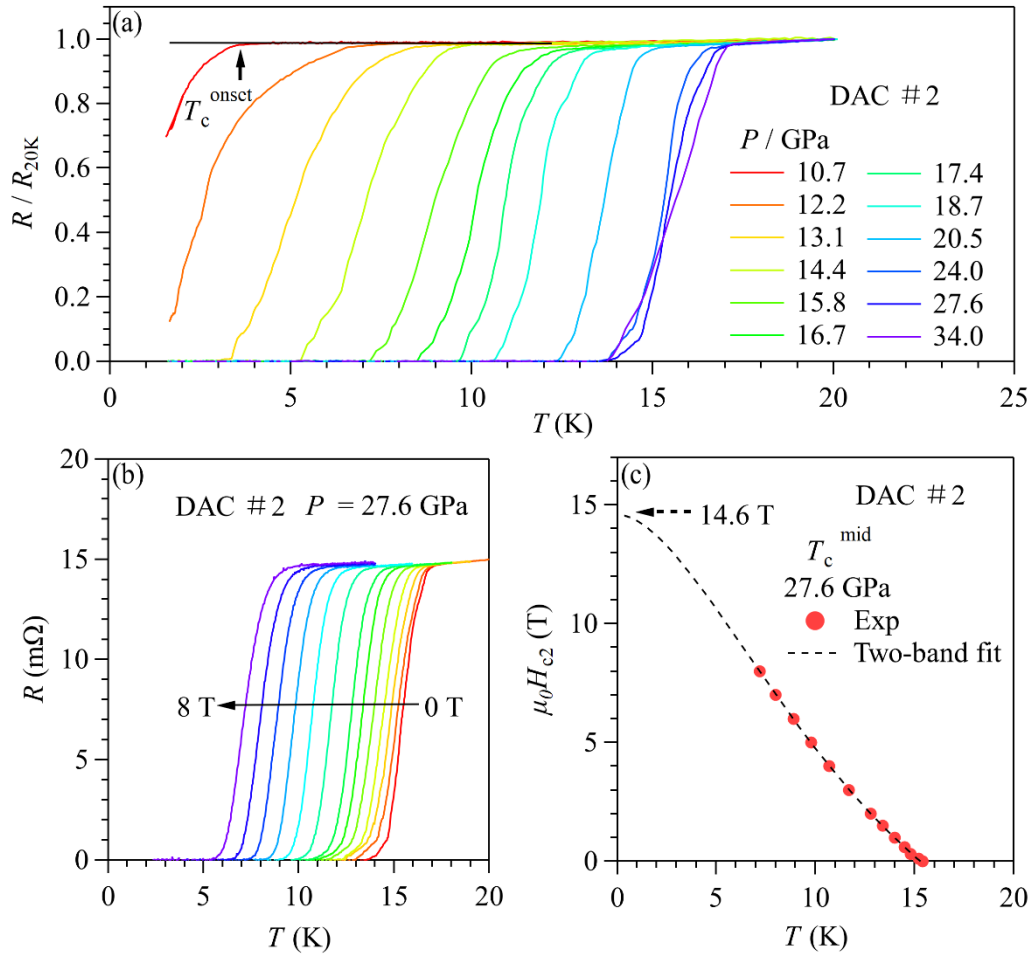 (a)
1.0
0.8
0.6
0.4
0.2
0.0
R / R20K
Tc onset
DAC #2
P / GPa
10.7
12.2
13.1
14.4
15.8
16.7
17.4
18.7
20.5
24.0
27.6
34.0
0 5 10 15 20 25
T (K)
(b)
DAC #2 P = 27.6 GPa
20
15
10
5
0
R (mΩ)
8 T
0 T
0 5 10 15 20
T (K)
(c)
DAC #2
14.6 T
Tc mid
27.6 GPa
Exp
Two-band fit
15
10
5
0
μ0Hc2 (T)
0 5 10 15 20
T (K)